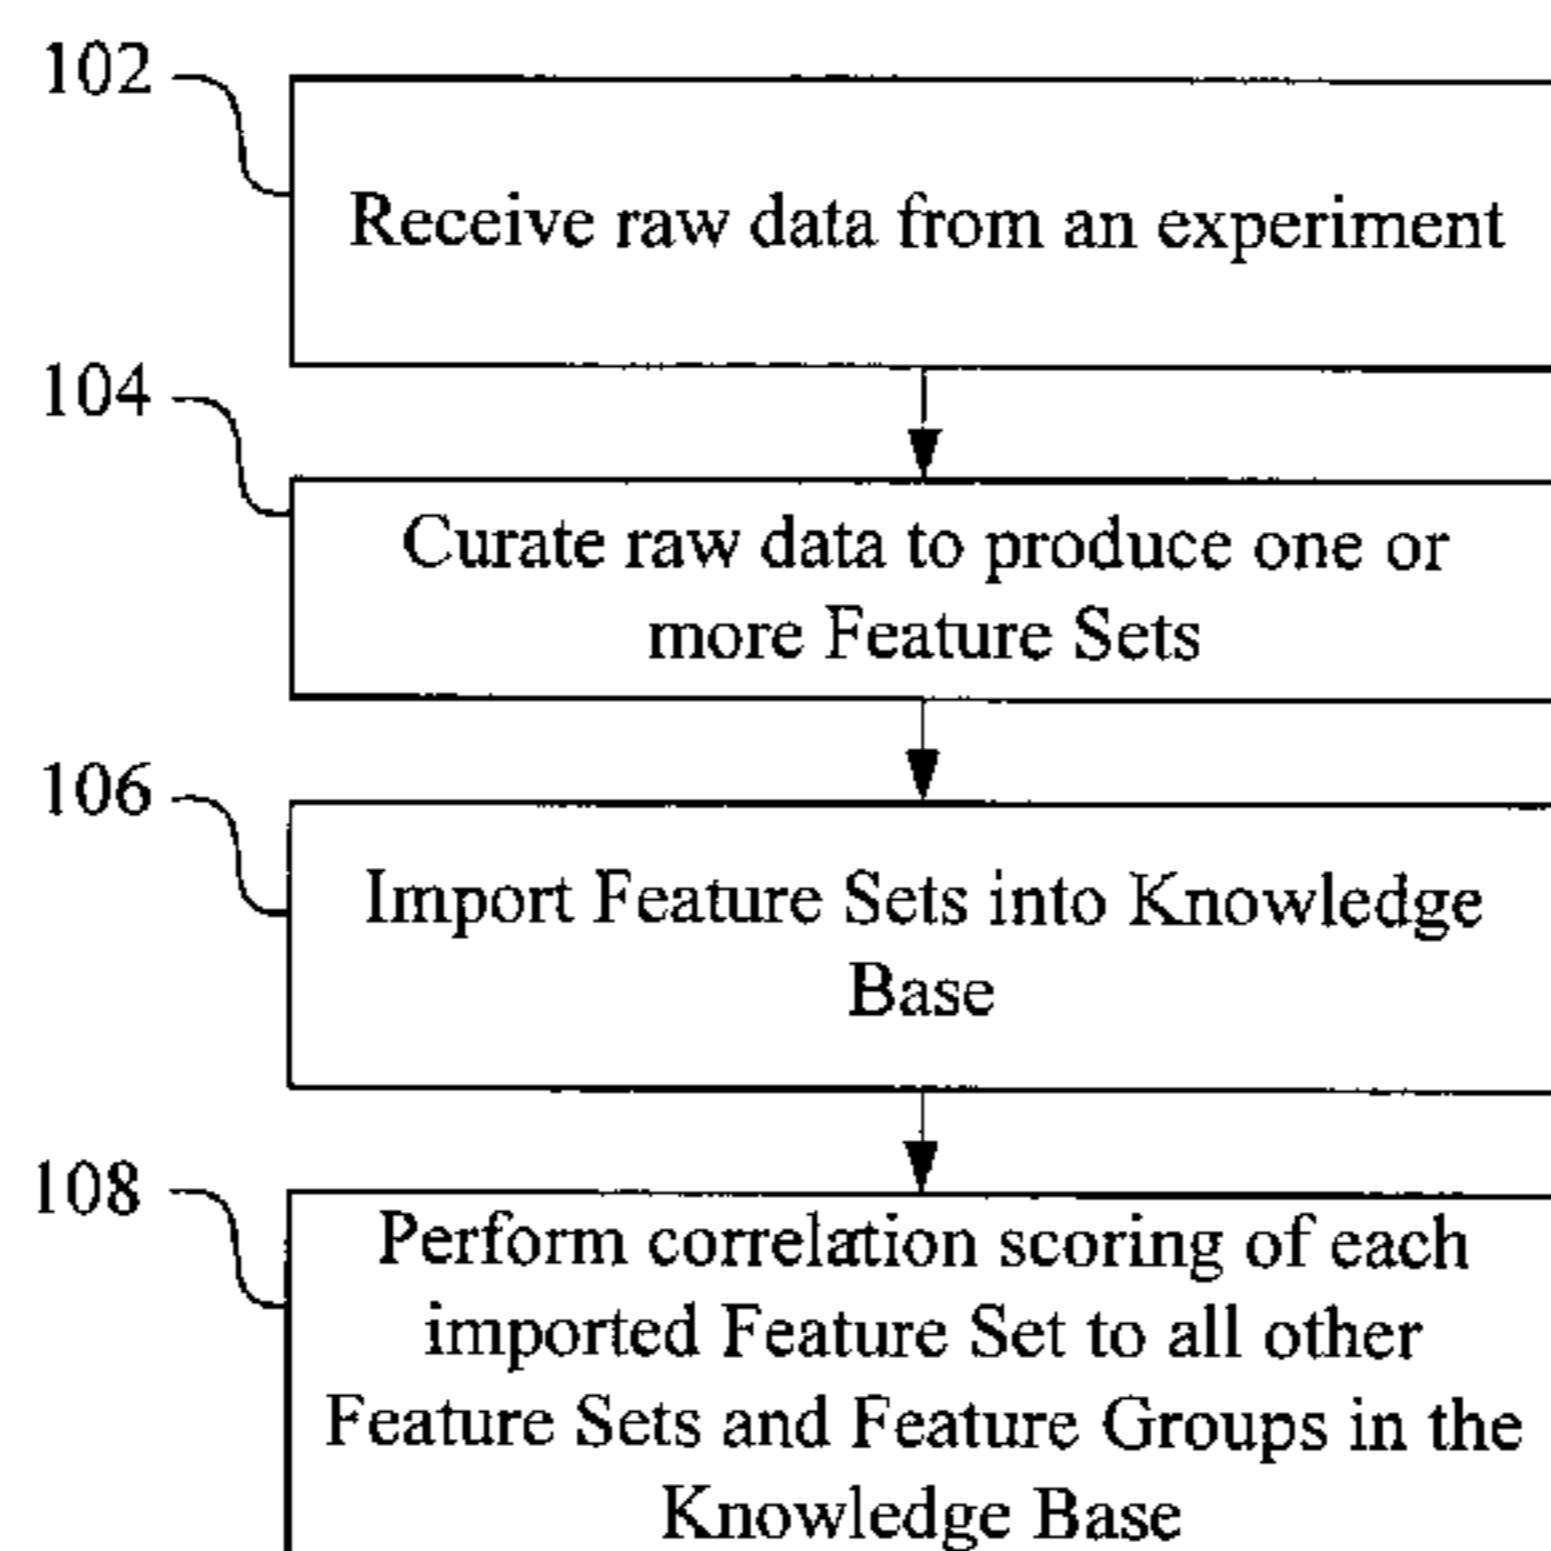 102
Receive raw data from an experiment
104
Curate raw data to produce one or
more Feature Sets
106
Import Feature Sets into Knowledge
Base
108
Perform correlation scoring of each
imported Feature Set to all other
Feature Sets and Feature Groups in the
Knowledge Base